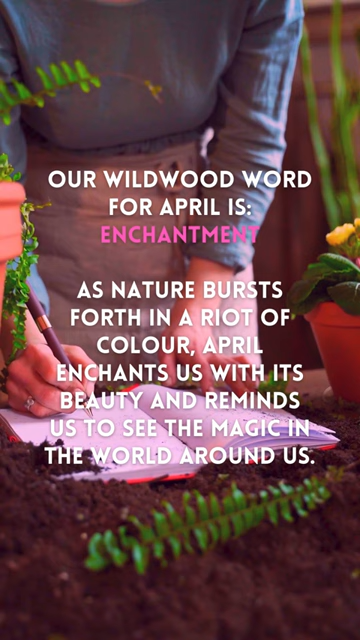 OUR WILDWOOD WORD
FOR APRIL IS:
ENCHANTMENT
AS NATURE BURSTS
FORTH IN A RIOT OF
COLOUR, APRIL
ENCHANTS US WITH ITS
BEAUTY AND REMINDS
US TO SEE THE MAGIC IN
THE WORLD AROUND US.